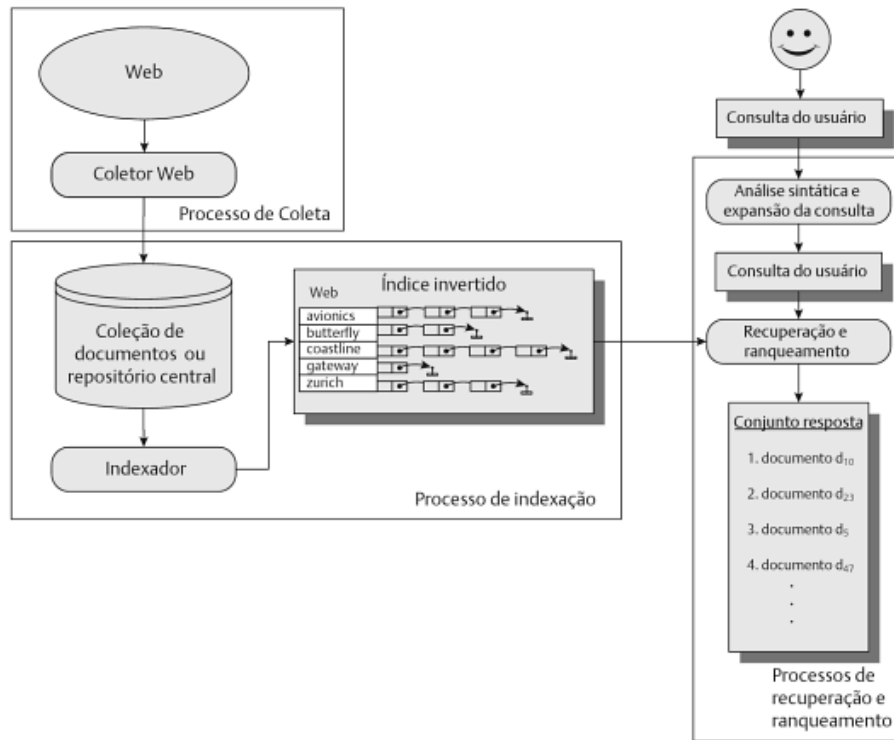 Web
Coletor Web
Processo de Coleta
Coleção de
documentos ou
repositório central
Indexador
Índice invertido
Web
avionics
butterfly
coastline
gateway
zurich
Processo de indexação
Consulta do usuário
Análise sintática e
expansão da consulta
Consulta do usuário
Recuperação e
ranqueamento
Conjunto resposta
1. documento d10
2. documento d23
3. documento d5
4. documento d47
.
.
.
Processos de
recuperação e
ranqueamento